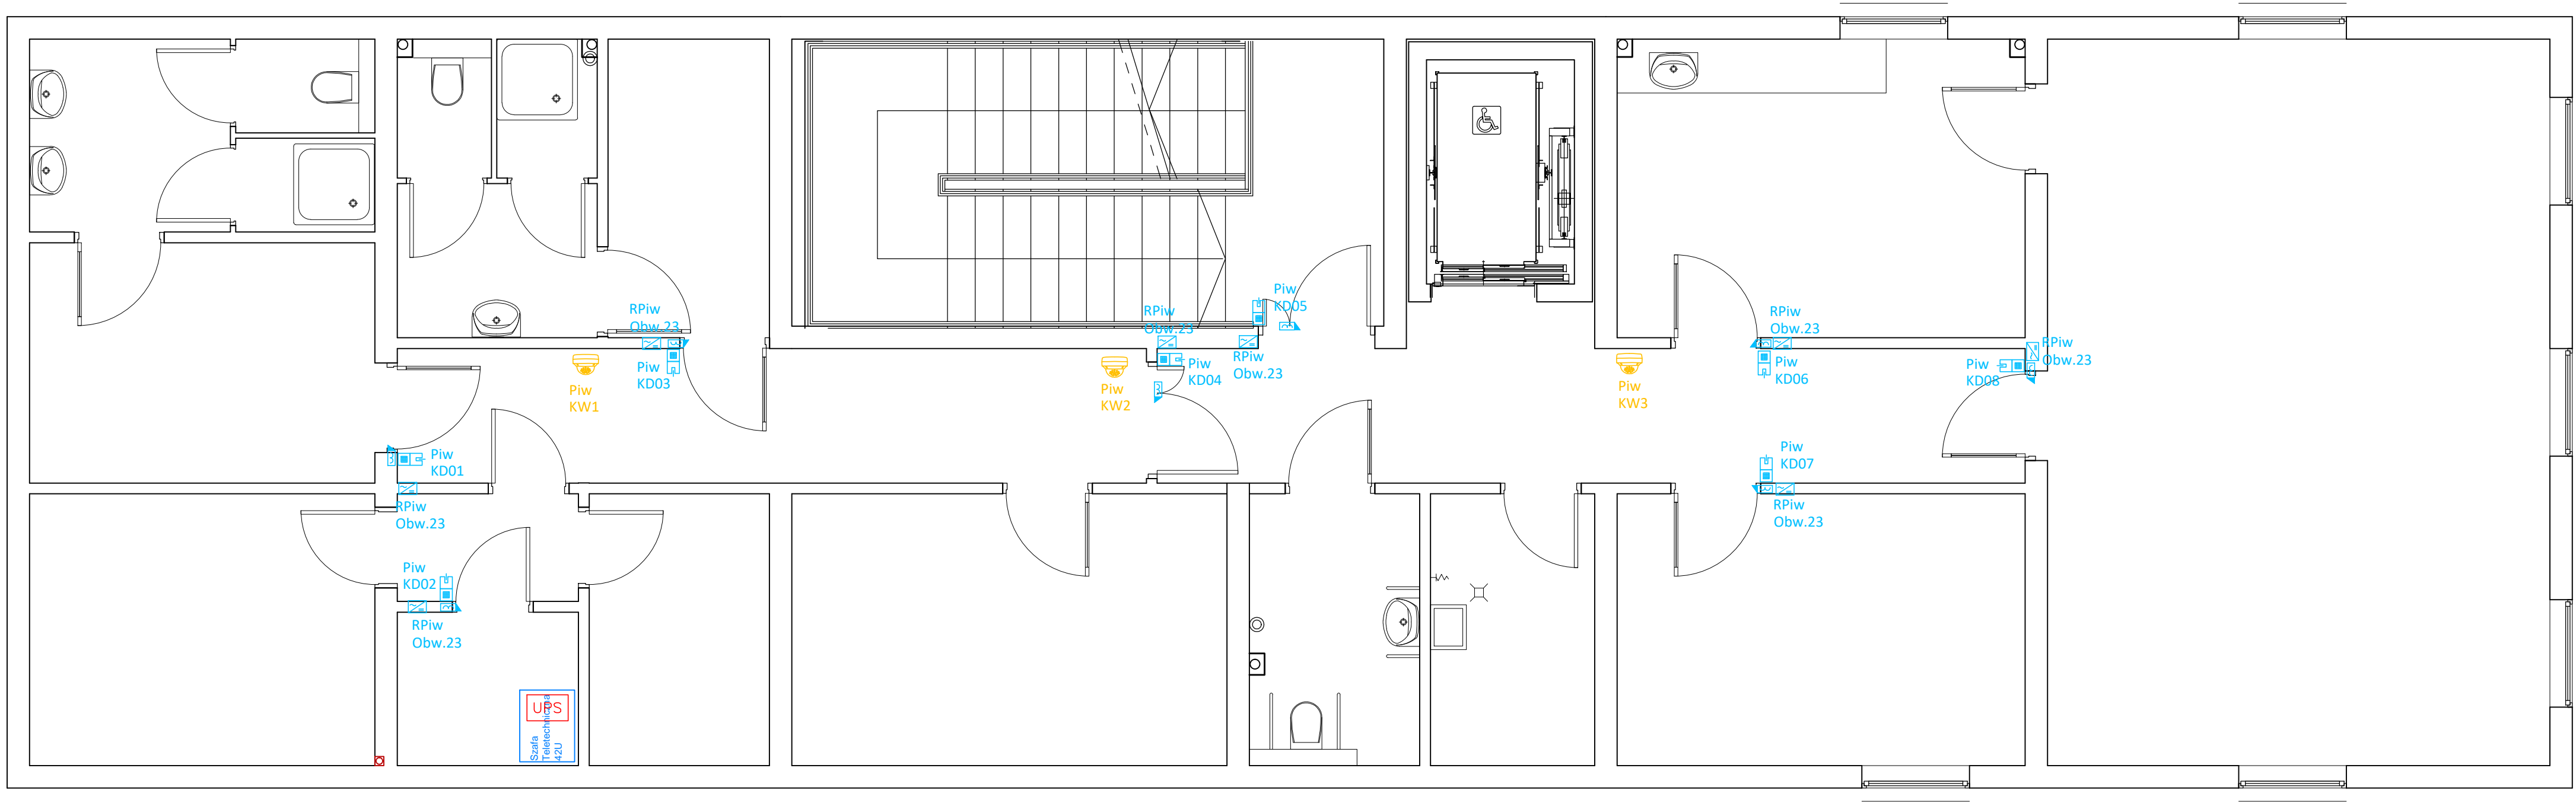 Piw
KD05
RPiw
Obw.23
RPiw
Obw.23
RPiw
Obw.23
RPiw
Obw.23
Piw
KD03
Piw
KW1
Piw
KW2
Piw
KD04
RPiw
Obw.23
Piw
KW3
Piw
KD06
Piw
KD08
Piw
KD01
Piw
KD07
RPiw
Obw.23
RPiw
Obw.23
Piw
KD02
RPiw
Obw.23
UPS
Szafa
Teletechniczna
42U